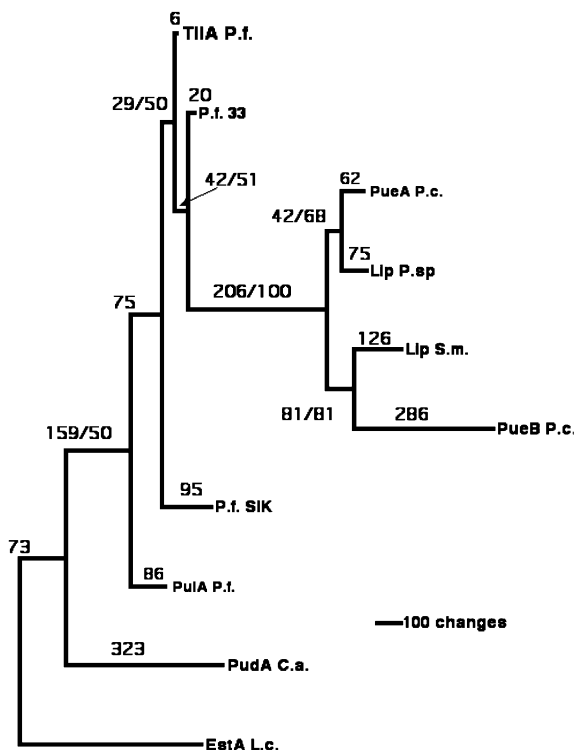 6
TliA P.f.
29/50
20
P.f. 33
42/51
62
PueA P.c.
42/68
75
Lip P.sp
206/100
75
126
Lip S.m.
81/81
286
PueB P.c.
159/50
95
P.f. SIK
73
86
PulA P.f.
100 changes
323
PudA C.a.
EstA L.c.